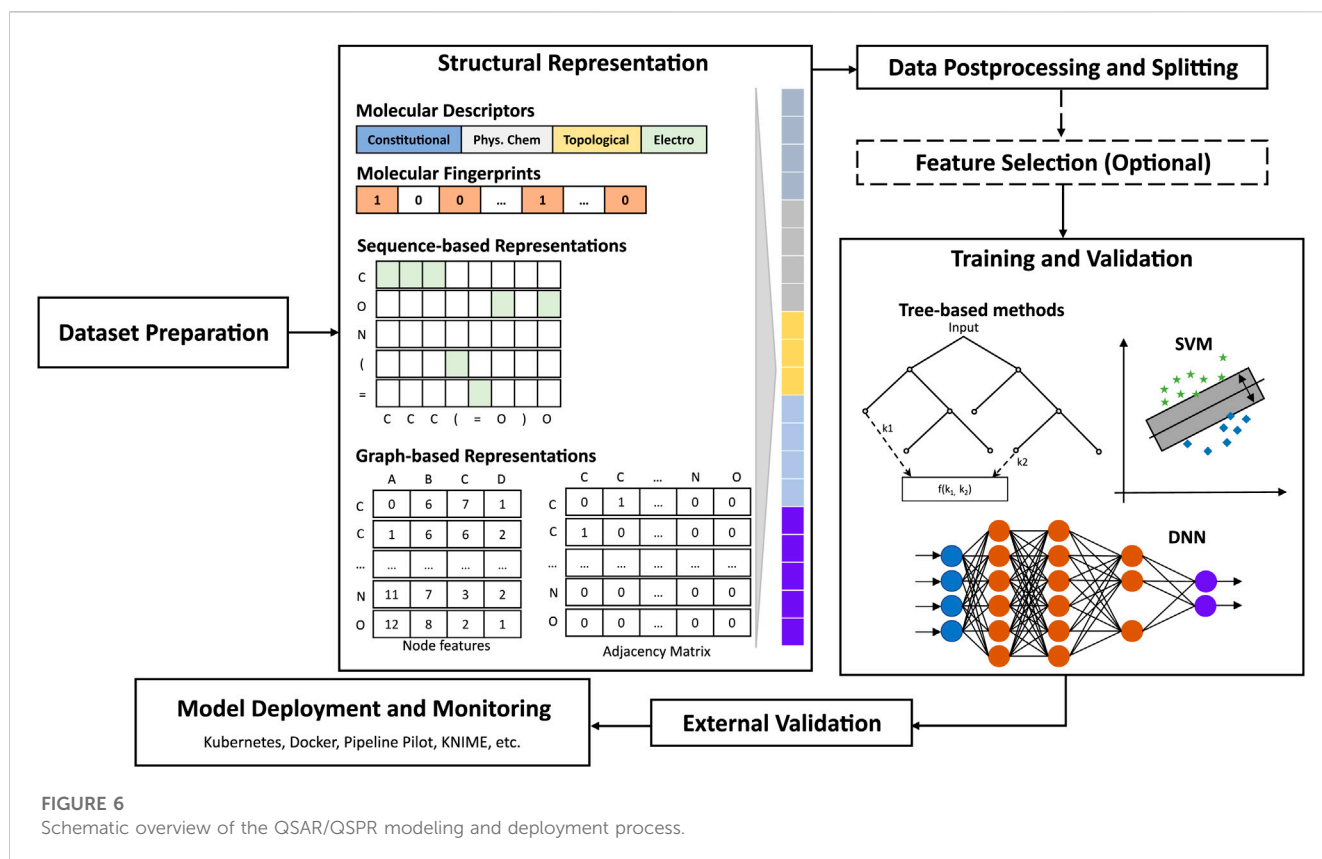 Structural Representation
Molecular Descriptors
Constitutional Phys. Chem Topological Electro
Molecular Fingerprints
1 0 0 ... 1 ... 0
Sequence-based Representations
C
O
N
(
=
C C C ( = O ) O
Graph-based Representations
A B C D
C 0 6 7 1
C 1 6 6 2
... ... ... ... ...
N 11 7 3 2
O 12 8 2 1
Node features
C C ... N O
C 0 1 ... 0 0
C 1 0 ... 0 0
... ... ... ... ... ...
N 0 0 ... 0 0
O 0 0 ... 0 0
Adjacency Matrix
Dataset Preparation
Data Postprocessing and Splitting
Feature Selection (Optional)
Training and Validation
Tree-based methods
Input
k1
k2
f(k₁, k₂)
SVM
DNN
External Validation
Model Deployment and Monitoring
Kubernetes, Docker, Pipeline Pilot, KNIME, etc.
FIGURE 6
Schematic overview of the QSAR/QSPR modeling and deployment process.